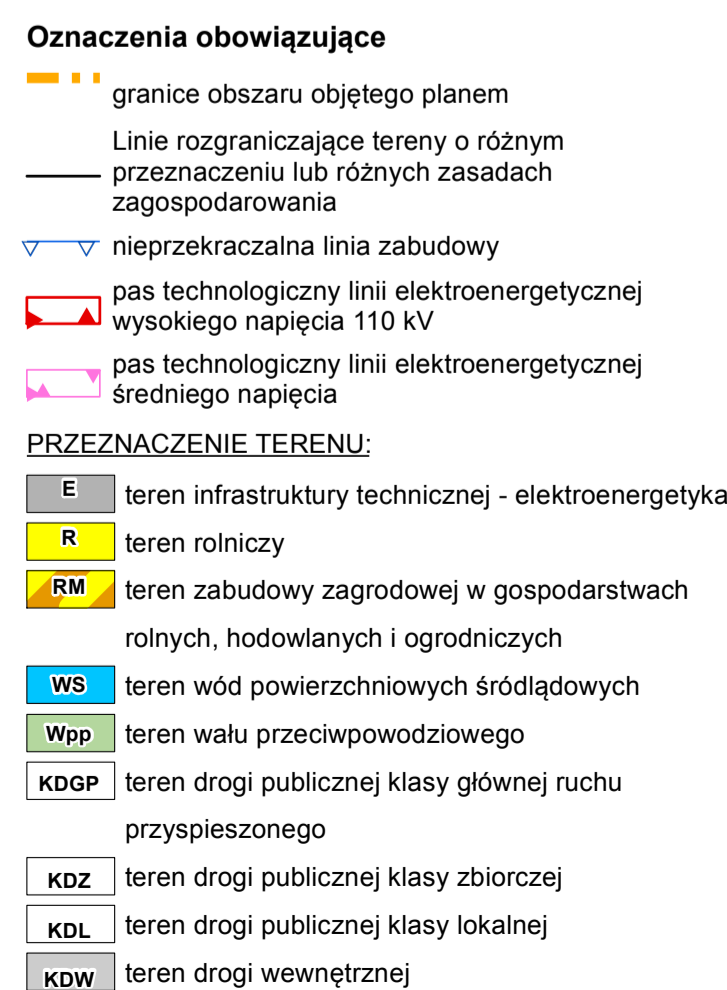 Oznaczenia obowiązujące
granice obszaru objętego planem
Linie rozgraniczające tereny o różnym
przeznaczeniu lub różnych zasadach
zagospodarowania
nieprzekraczalna linia zabudowy
pas technologiczny linii elektroenergetycznej
wysokiego napięcia 110 kV
pas technologiczny linii elektroenergetycznej
średniego napięcia
PRZEZNACZENIE TERENU:
E teren infrastruktury technicznej - elektroenergetyka
R teren rolniczy
RM teren zabudowy zagrodowej w gospodarstwach
rolnych, hodowlanych i ogrodniczych
WS teren wód powierzchniowych śródlądowych
Wpp teren wału przeciwpowodziowego
KDGP teren drogi publicznej klasy głównej ruchu
przyspieszonego
KDZ teren drogi publicznej klasy zbiorczej
KDL teren drogi publicznej klasy lokalnej
KDW teren drogi wewnętrznej